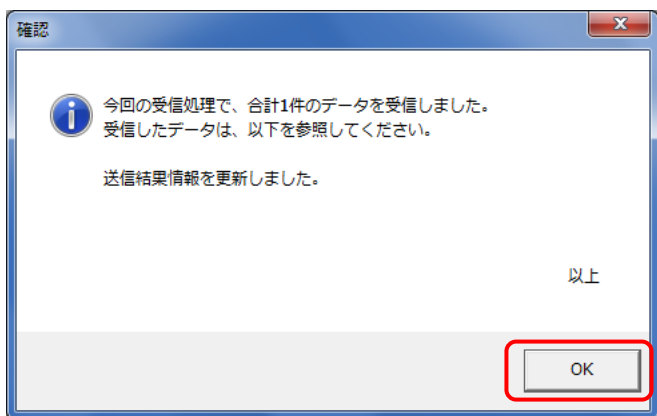 確認
今回の受信処理で、合計1件のデータを受信しました。
受信したデータは、以下を参照してください。
送信結果情報を更新しました。
以上
OK